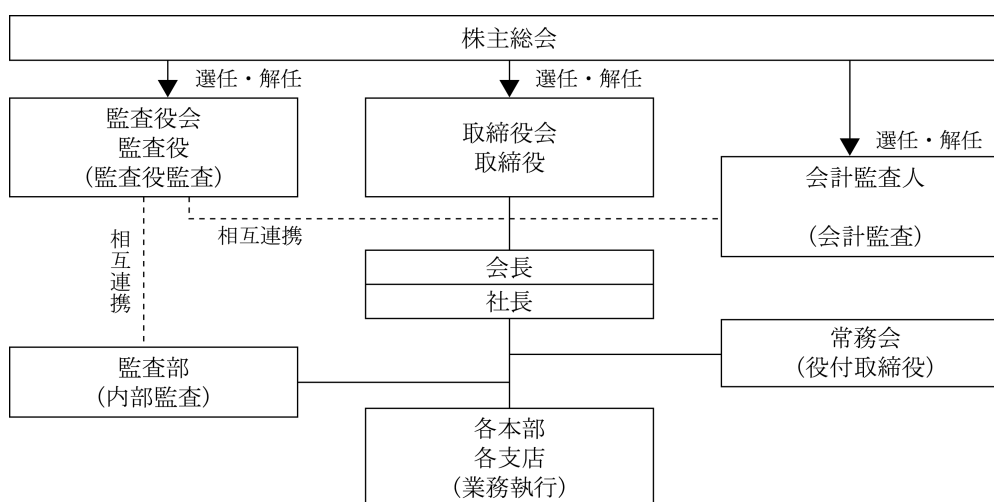 株主総会
選任・解任
選任・解任
選任・解任
監査役会
監査役
(監査役監査)
取締役会
取締役
会計監査人
(会計監査)
相互連携
相互連携
会長
社長
常務会
(役付取締役)
監査部
(内部監査)
各本部
各支店
(業務執行)